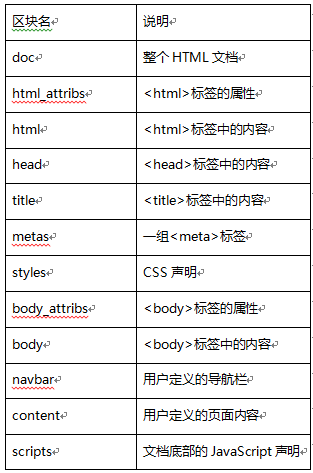 区块名 说明
doc 整个 HTML 文档
html_attribs <html>标签的属性
html <html>标签中的内容
head <head>标签中的内容
title <title>标签中的内容
metas 一组<meta>标签
styles CSS 声明
body_attribs <body>标签的属性
body <body>标签中的内容
navbar 用户定义的导航栏
content 用户定义的页面内容
scripts 文档底部的 JavaScript 声明